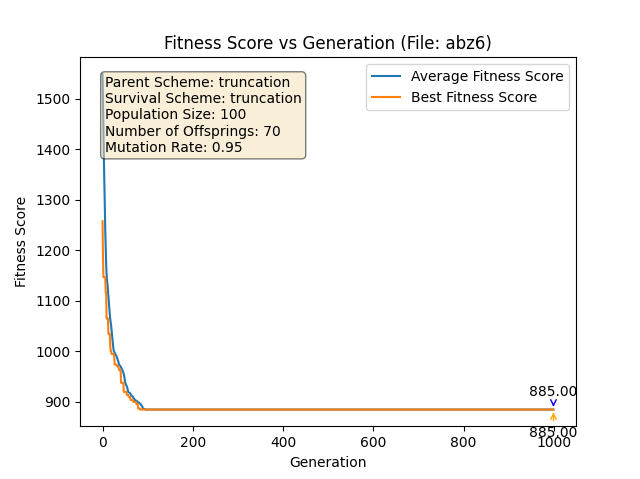 Fitness Score vs Generation (File: abz6)
Parent Scheme: truncation
Survival Scheme: truncation
Population Size: 100
Number of Offsprings: 70
Mutation Rate: 0.95
Average Fitness Score
Best Fitness Score
Fitness Score
1500
1400
1300
1200
1100
1000
900
885.00
885.00
0
200
400
600
800
1000
Generation